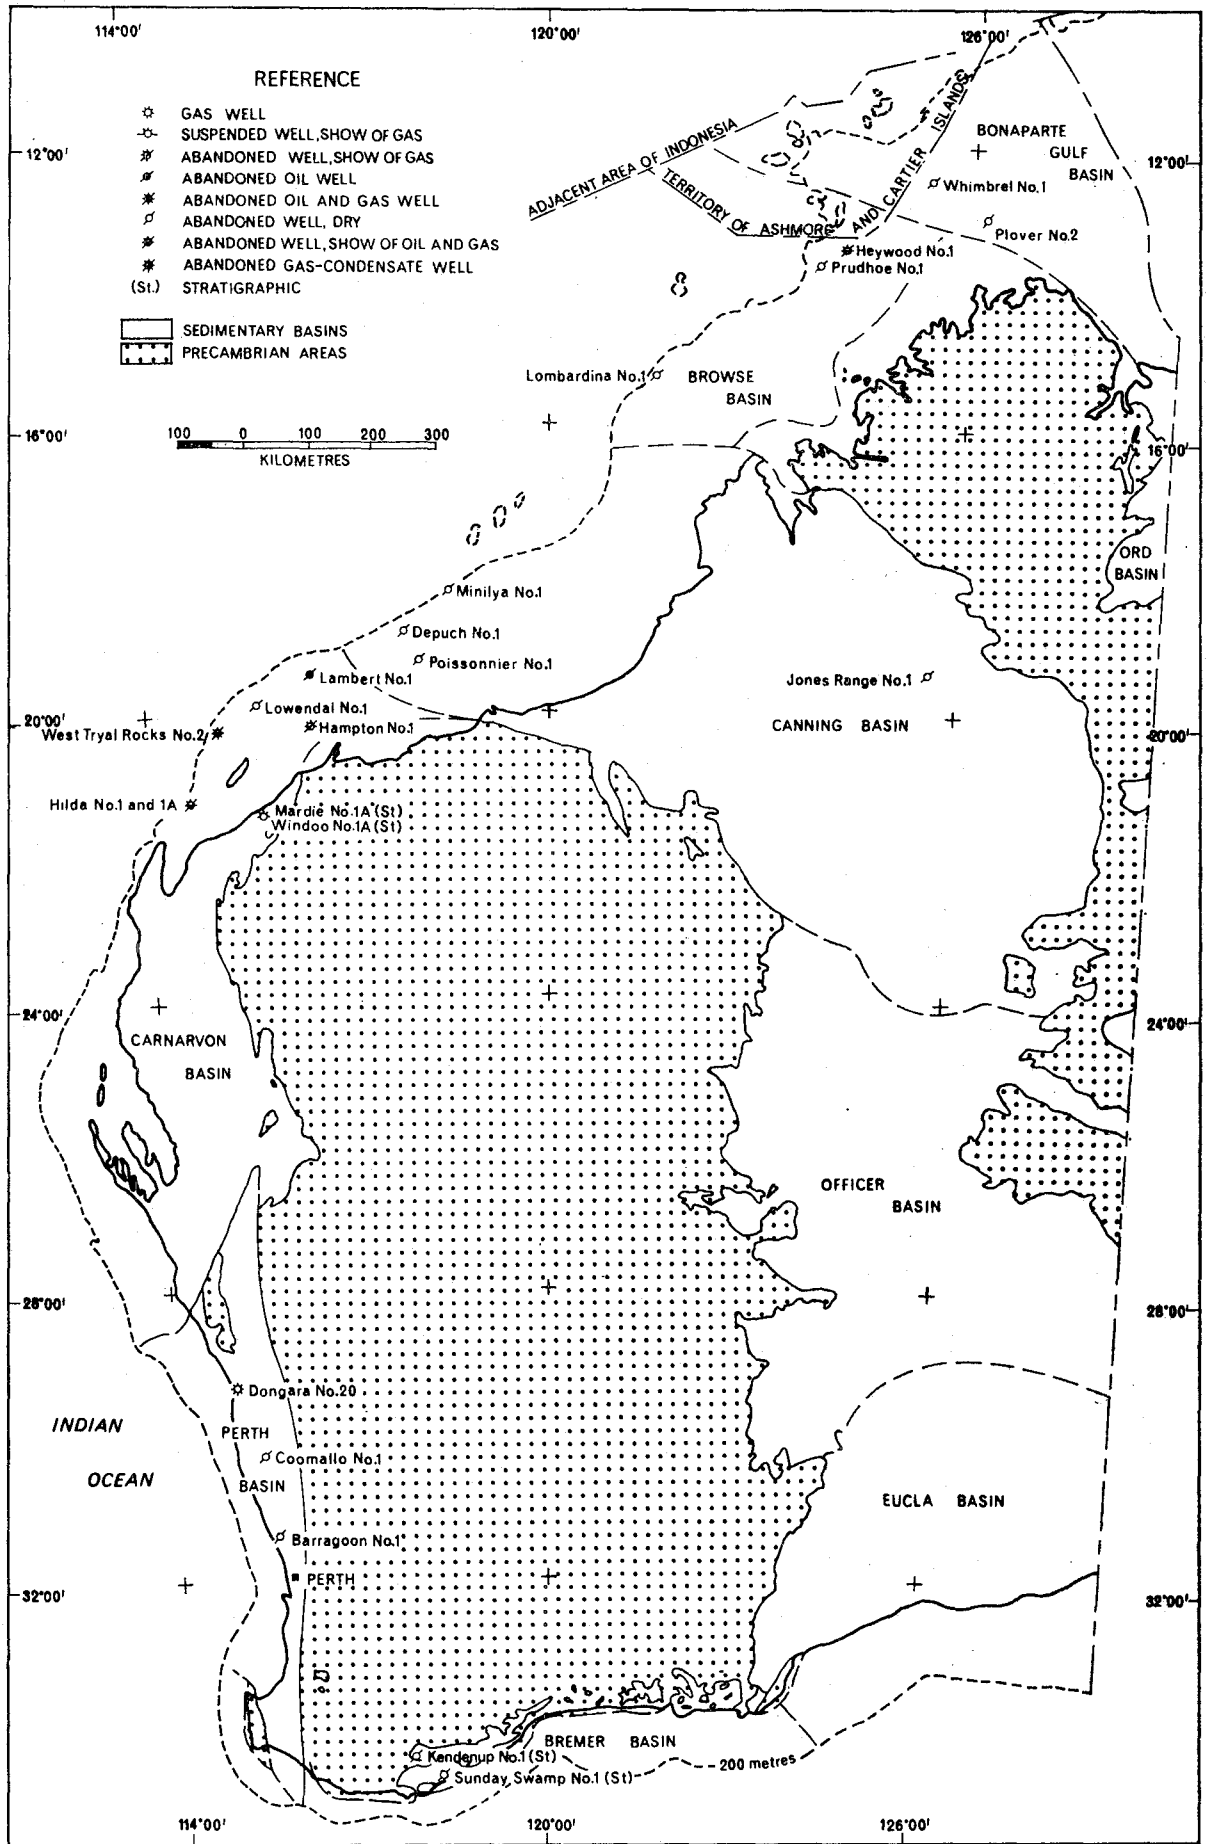 114°00'
120°00'
126°00'
REFERENCE
GAS WELL
SUSPENDED WELL, SHOW OF GAS
ABANDONED WELL, SHOW OF GAS
ABANDONED OIL WELL
ABANDONED OIL AND GAS WELL
ABANDONED WELL, DRY
ABANDONED WELL, SHOW OF OIL AND GAS
ABANDONED GAS-CONDENSATE WELL
(St.) STRATIGRAPHIC
SEDIMENTARY BASINS
PRECAMBRIAN AREAS
100 0 100 200 300
KILOMETRES
ADJACENT AREA OF INDONESIA
TERRITORY OF ASHMORE
AND CARTIER ISLANDS
BONAPARTE
GULF
BASIN
12°00'
12°00'
Whimbrel No.1
Plover No.2
Heywood No.1
Prudhoe No.1
Lombardina No.1
BROWSE
BASIN
16°00'
16°00'
ORD
BASIN
Minilya No.1
Depuch No.1
Poissonnier No.1
Lambert No.1
Jones Range No.1
Lowendal No.1
20°00'
Hampton No.1
CANNING BASIN
20°00'
West Tryal Rocks No.2
Hilda No.1 and 1A
Mardie No.1A (St)
Windoo No.1A (St)
24°00'
24°00'
CARNARVON
BASIN
OFFICER
BASIN
28°00'
28°00'
Dongara No.20
INDIAN
OCEAN
PERTH
BASIN
Coomallo No.1
EUCLA BASIN
Barragoon No.1
PERTH
32°00'
32°00'
BREMER BASIN
Kendenup No.1 (St)
Sunday Swamp No.1 (St)
200 metres
114°00'
120°00'
126°00'